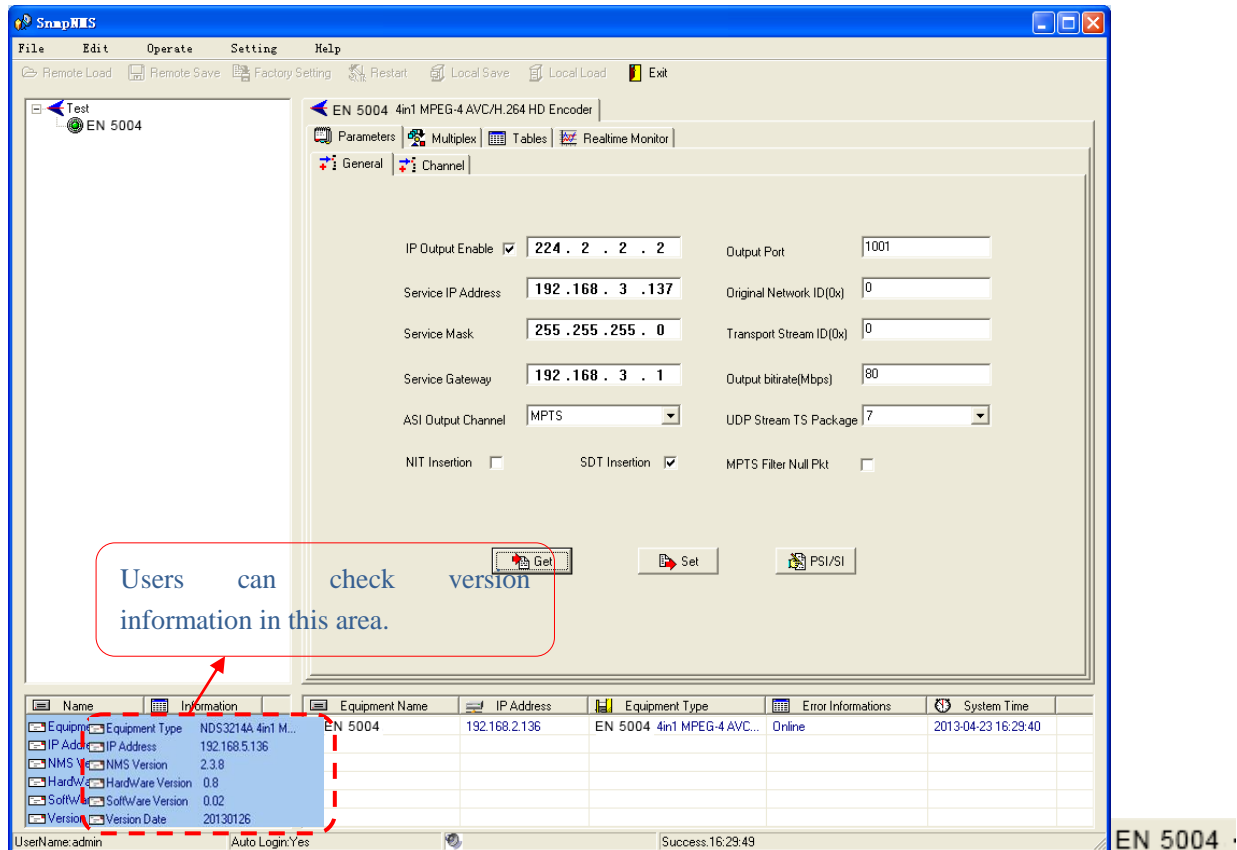 SnmpNMS
File Edit Operate Setting Help
Remote Load Remote Save Factory Setting Restart Local Save Local Load Exit
Test
EN 5004
EN 5004 4in1 MPEG-4 AVC/H.264 HD Encoder
Parameters Multiplex Tables Realtime Monitor
General Channel
IP Output Enable 224 . 2 . 2 . 2 Output Port 1001
Service IP Address 192 .168 . 3 .137 Original Network ID(0x) 0
Service Mask 255 .255 .255 . 0 Transport Stream ID(0x) 0
Service Gateway 192 .168 . 3 . 1 Output bitirate(Mbps) 80
ASI Output Channel MPTS UDP Stream TS Package 7
NIT Insertion SDT Insertion MPTS Filter Null Pkt
Get Set PSI/SI
Users can check version
information in this area.
Name Information
Equipment Type NDS3214A 4in1 M...
IP Address 192.168.5.136
NMS Version 2.3.8
HardWare Version 0.8
SoftWare Version 0.02
Version Date 20130126
Equipment Name IP Address Equipment Type Error Informations System Time
EN 5004 192.168.2.136 EN 5004 4in1 MPEG-4 AVC... Online 2013-04-23 16:29:40
UserName:admin Auto Login:Yes Success.16:29:49
EN 5004